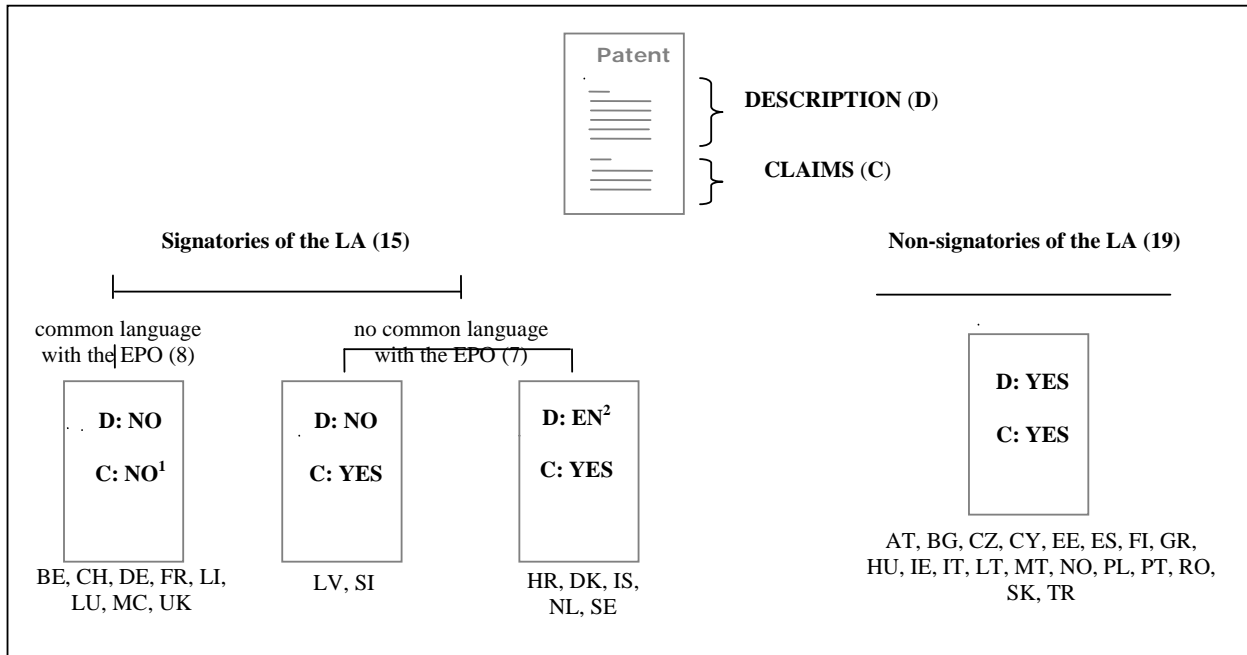 Patent
DESCRIPTION (D)
CLAIMS (C)
Signatories of the LA (15)
Non-signatories of the LA (19)
common language
with the EPO (8)
no common language
with the EPO (7)
D: NO
C: NO1
BE, CH, DE, FR, LI,
LU, MC, UK
D: NO
C: YES
LV, SI
D: EN2
C: YES
HR, DK, IS,
NL, SE
D: YES
C: YES
AT, BG, CZ, CY, EE, ES, FI, GR,
HU, IE, IT, LT, MT, NO, PL, PT, RO,
SK, TR